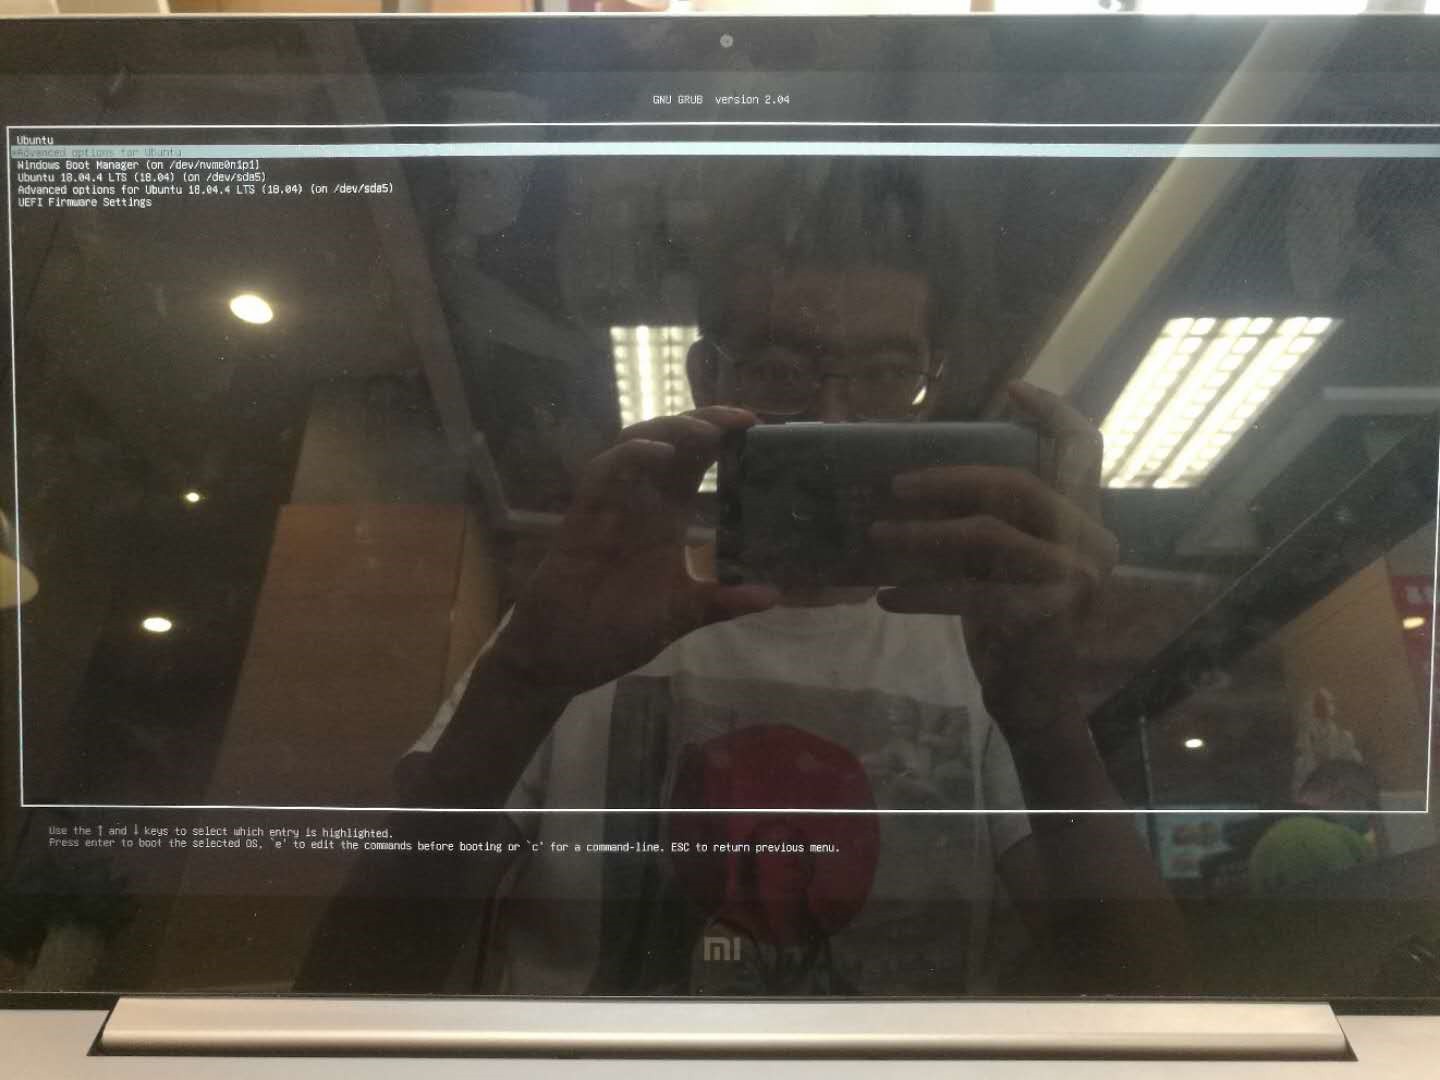 GNU GRUB  version 2.04
Ubuntu
*Advanced options for Ubuntu
Windows Boot Manager (on /dev/nvme0n1p1)
Ubuntu 18.04.4 LTS (18.04) (on /dev/sda5)
Advanced options for Ubuntu 18.04.4 LTS (18.04) (on /dev/sda5)
UEFI Firmware Settings
Use the ↑ and ↓ keys to select which entry is highlighted.
Press enter to boot the selected OS, `e' to edit the commands before booting or `c' for a command-line. ESC to return previous menu.
mi